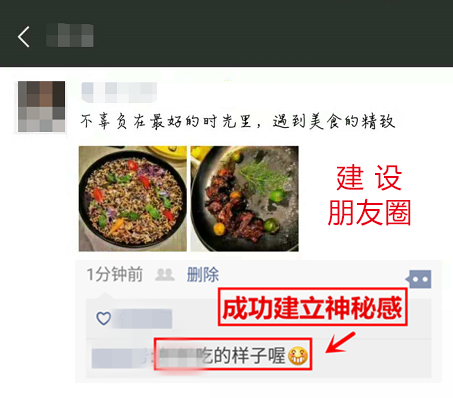 不辜负在最好的时光里，遇到美食的精致
建设
朋友圈
1分钟前 删除
成功建立神秘感
吃的样子喔